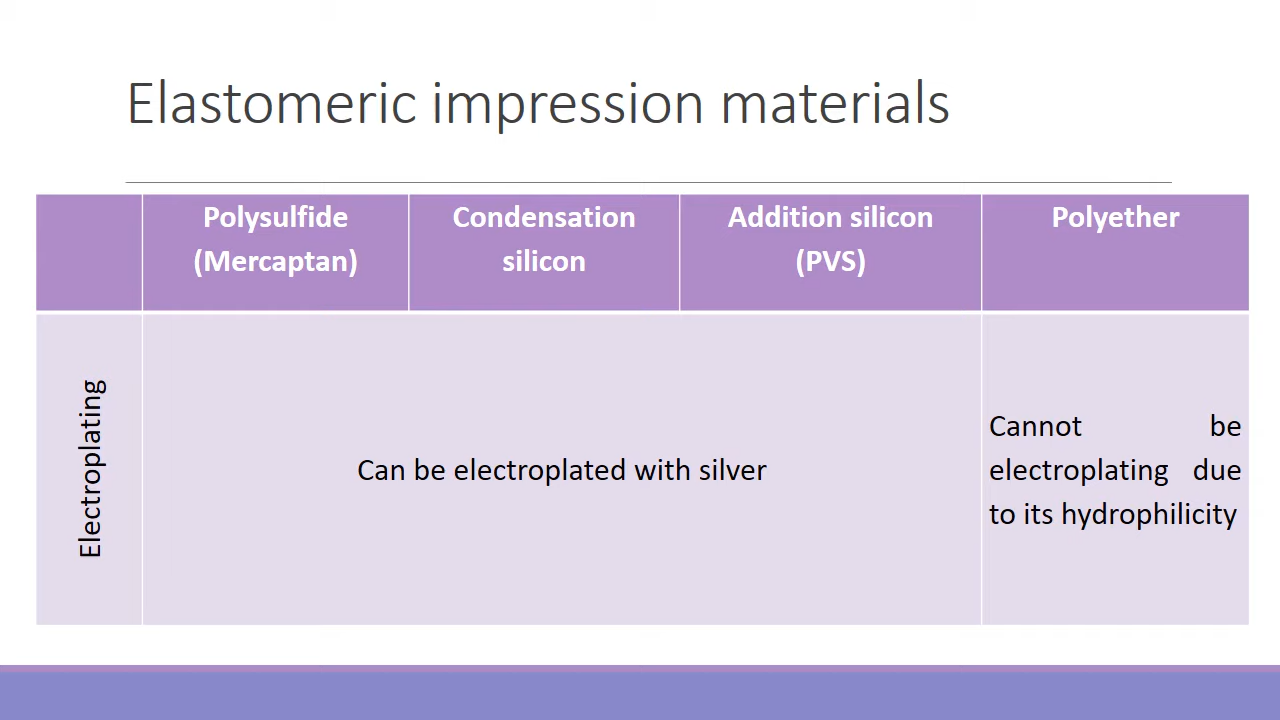 Elastomeric impression materials
Polysulfide
(Mercaptan)
Condensation
silicon
Addition silicon
(PVS)
Polyether
Electroplating
Can be electroplated with silver
Cannot be
electroplating due
to its hydrophilicity